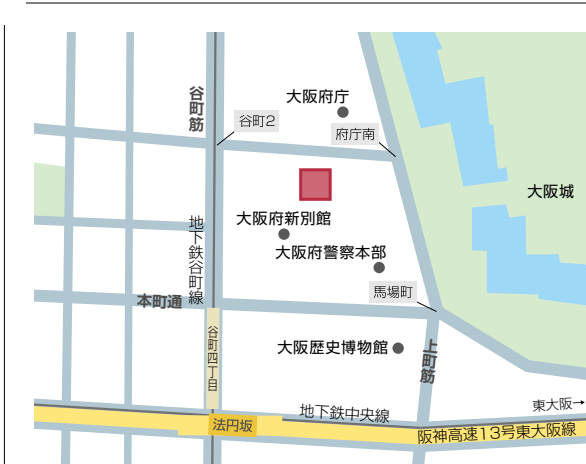 谷町筋
大阪府庁
谷町2
府庁南
大阪城
大阪府新別館
地下鉄谷町線
大阪府警察本部
馬場町
本町通
谷町四丁目
大阪歴史博物館
上町筋
東大阪→
地下鉄中央線
法円坂
阪神高速13号東大阪線